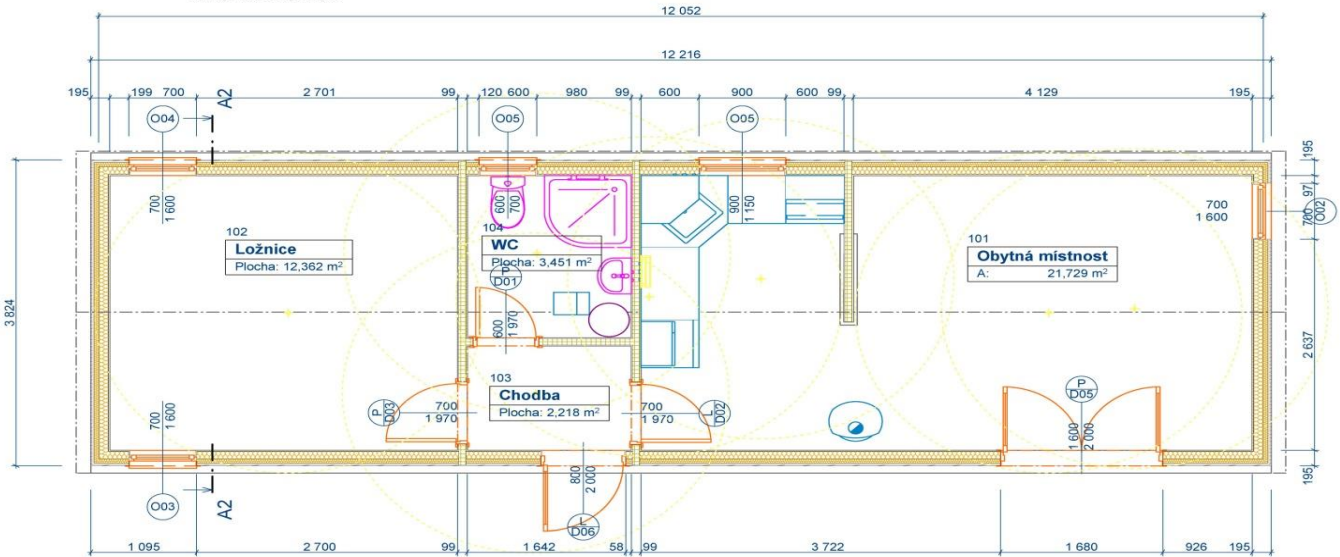 12 052
12 216
195 199 700 2 701 99 120 600 980 99 600 900 600 99 4 129 195
A2
O04
O05
O05
195
97
700
O02
3 824
700
1 600
600
700
900
1 150
700
1 600
102
Ložnice
Plocha: 12,362 m²
104
WC
Plocha: 3,451 m²
101
Obytná místnost
A: 21,729 m²
P
D01
600
1 970
2 637
103
Chodba
Plocha: 2,218 m²
700
1 600
P
D03
700
1 970
700
1 970
L
D02
P
D05
1 600
2 000
800
2 000
195
O03
A2
L
D06
1 095 2 700 99 1 642 58 99 3 722 1 680 926 195